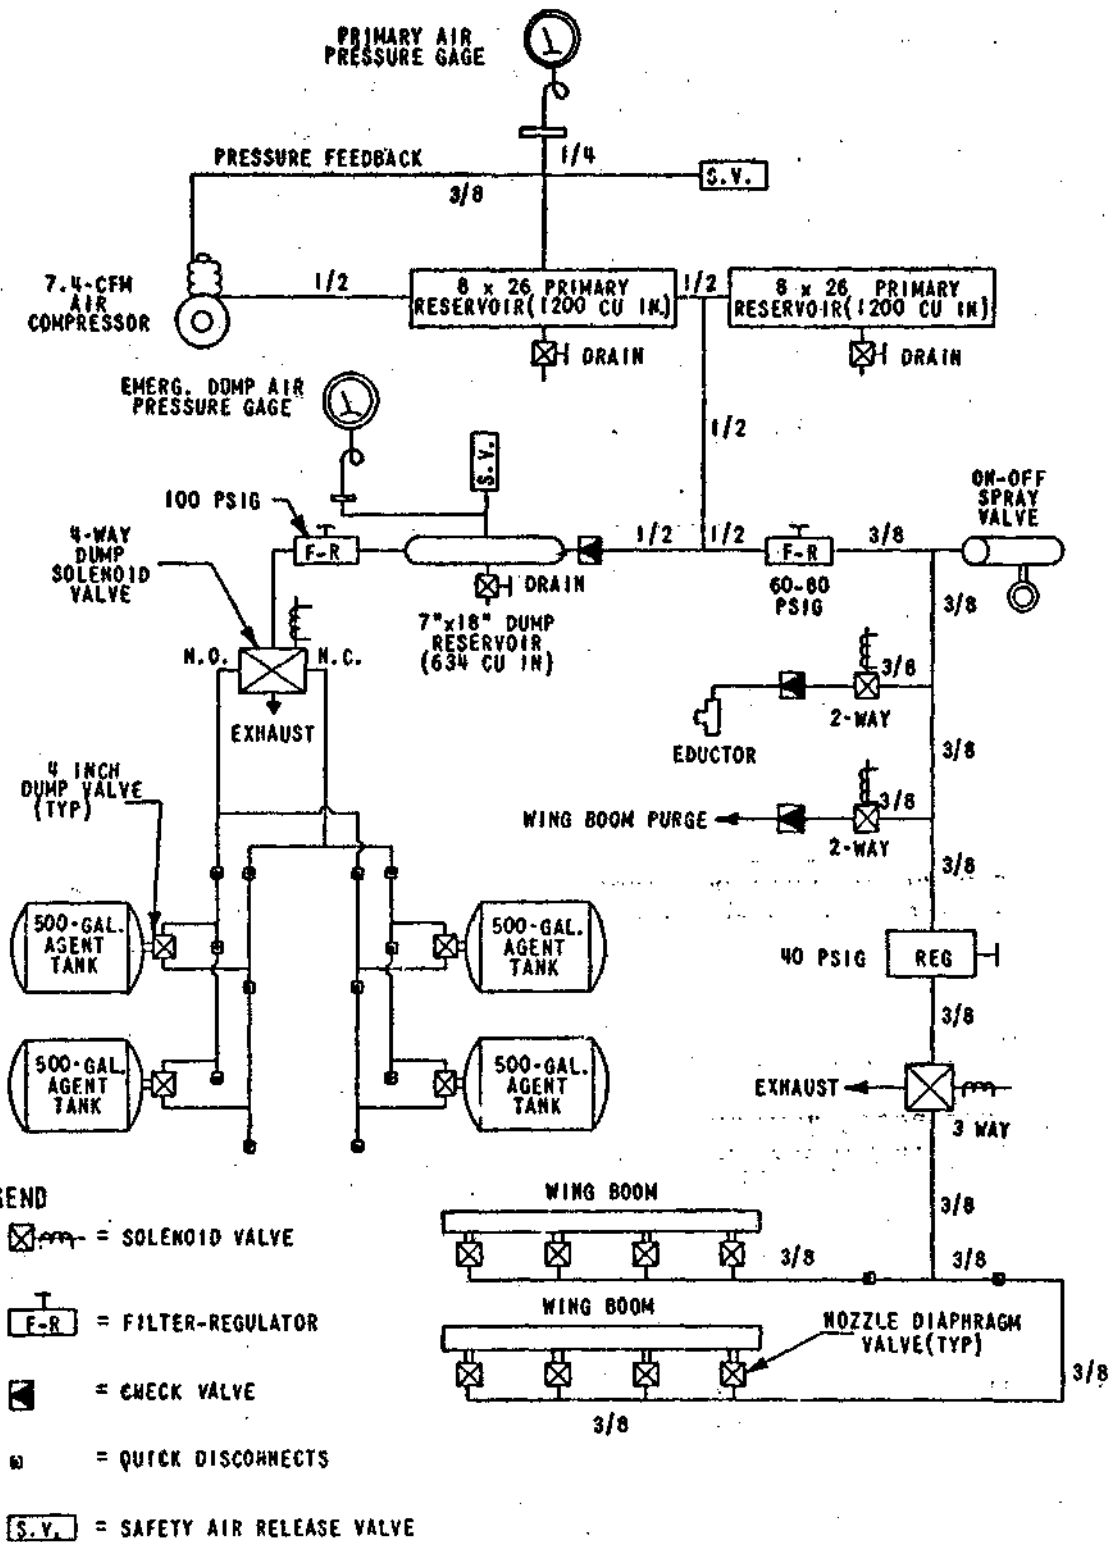 PRIMARY AIR
PRESSURE GAGE
1/4
PRESSURE FEEDBACK
3/8
S.V.
7.4-CFM
AIR
COMPRESSOR
1/2
8 x 26 PRIMARY
RESERVOIR(1200 CU IN.)
1/2
8 x 26 PRIMARY
RESERVOIR(1200 CU IN)
DRAIN
DRAIN
EMERG. DUMP AIR
PRESSURE GAGE
1/2
S.V.
100 PSIG
ON-OFF
SPRAY
VALVE
4-WAY
DUMP
SOLENOID
VALVE
F-R
1/2
1/2
F-R
3/8
DRAIN
60-80
PSIG
3/8
7"x18" DUMP
RESERVOIR
(634 CU IN)
N.O.
N.C.
3/8
2-WAY
EXHAUST
EDUCTOR
3/8
4 INCH
DUMP VALVE
(TYP)
3/8
WING BOOM PURGE
2-WAY
3/8
500-GAL.
AGENT
TANK
500-GAL.
AGENT
TANK
40 PSIG
REG
3/8
500-GAL.
AGENT
TANK
500-GAL.
AGENT
TANK
EXHAUST
3 WAY
GEND
WING BOOM
3/8
= SOLENOID VALVE
3/8
3/8
WING BOOM
F-R = FILTER-REGULATOR
NOZZLE DIAPHRAGM
VALVE(TYP)
3/8
= CHECK VALVE
3/8
= QUICK DISCONNECTS
S.V. = SAFETY AIR RELEASE VALVE